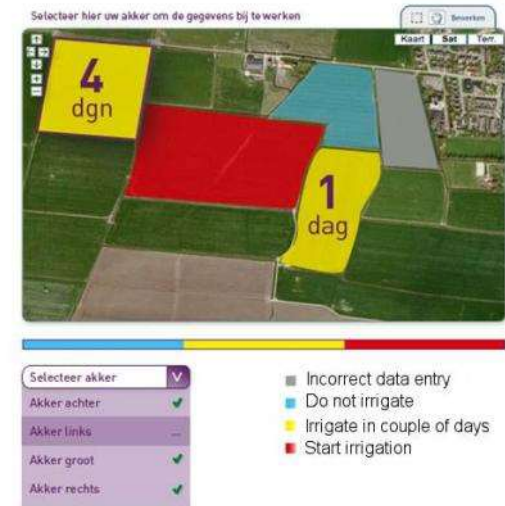 Selecteer hier uw akker om de gegevens bij te werken
Bewerken
Kaart Sat Terr.
4
dgn
1
dag
Selecteer akker V
Akker achter
Akker links ...
Akker groot
Akker rechts
Incorrect data entry
Do not irrigate
Irrigate in couple of days
Start irrigation